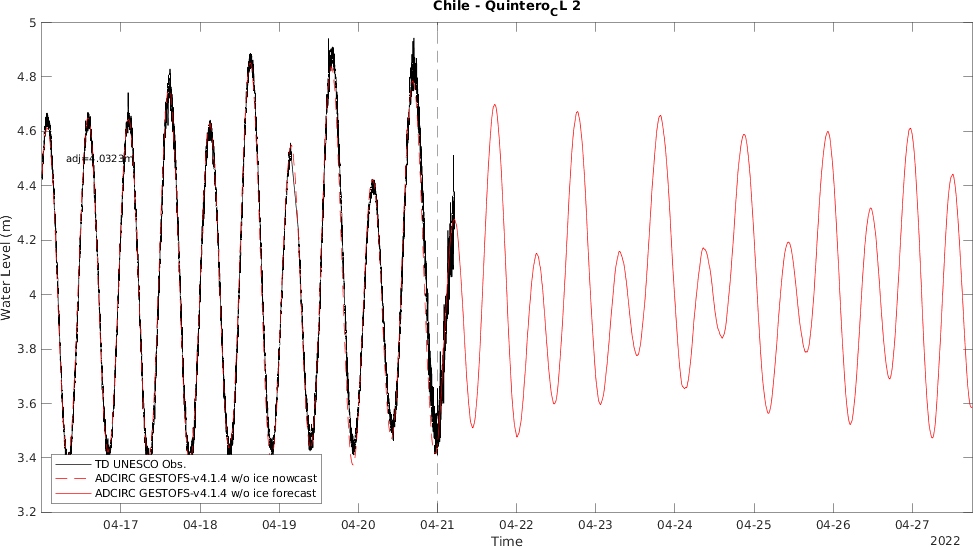 Chile - Quintero_CL 2
5
4.8
4.6
4.4
4.2
4
3.8
3.6
3.4
3.2
Water Level (m)
adj=4.0323m
TD UNESCO Obs.
ADCIRC GESTOFS-v4.1.4 w/o ice nowcast
ADCIRC GESTOFS-v4.1.4 w/o ice forecast
04-17 04-18 04-19 04-20 04-21 04-22 04-23 04-24 04-25 04-26 04-27
Time
2022